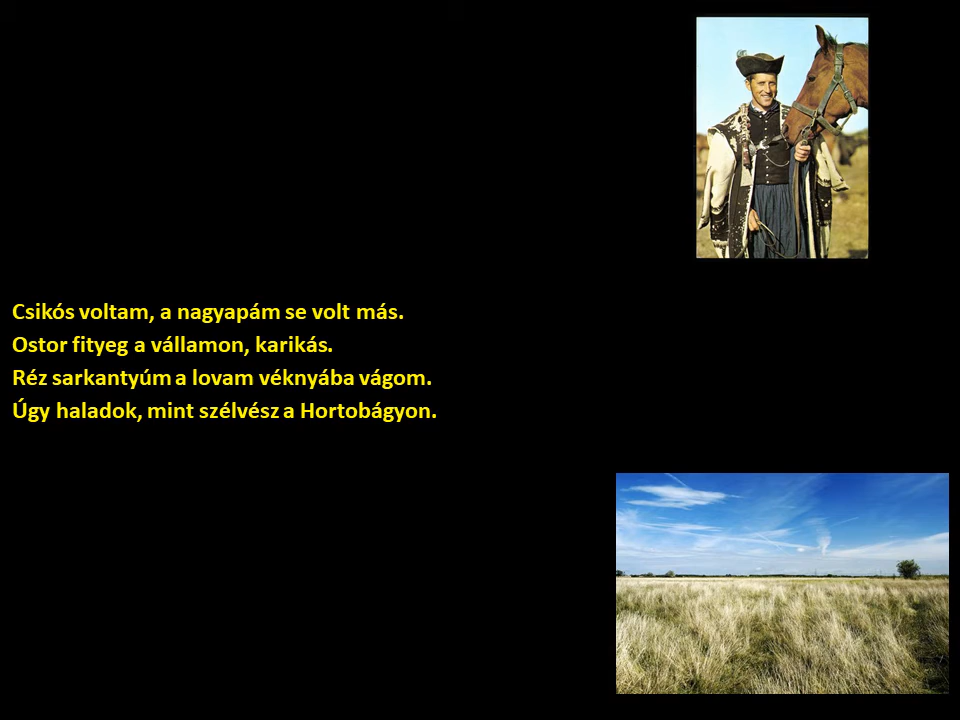 Csikós voltam, a nagyapám se volt más.
Ostor fityeg a vállamon, karikás.
Réz sarkantyúm a lovam véknyába vágom.
Úgy haladok, mint szélvész a Hortobágyon.